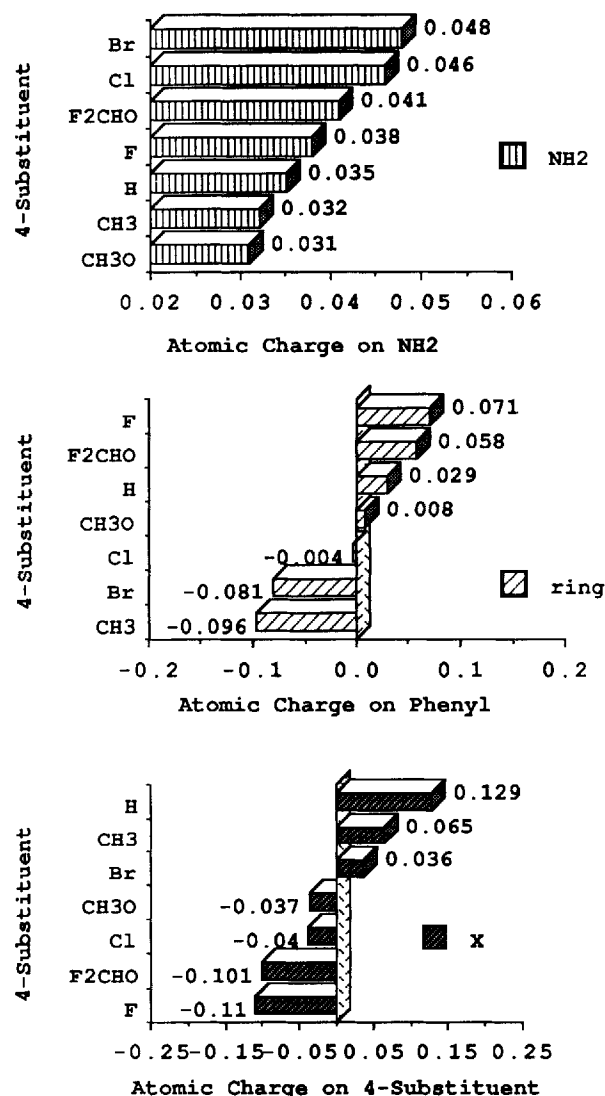 4-Substituent
Br 0.048
Cl 0.046
F2CHO 0.041
F 0.038
H 0.035
CH3 0.032
CH3O 0.031
NH2
0.02 0.03 0.04 0.05 0.06
Atomic Charge on NH2
4-Substituent
F 0.071
F2CHO 0.058
H 0.029
CH3O 0.008
Cl -0.004
Br -0.081
CH3 -0.096
ring
-0.2 -0.1 0.0 0.1 0.2
Atomic Charge on Phenyl
4-Substituent
H 0.129
CH3 0.065
Br 0.036
CH3O -0.037
Cl -0.04
F2CHO -0.101
F -0.11
X
-0.25 -0.15 -0.05 0.05 0.15 0.25
Atomic Charge on 4-Substituent